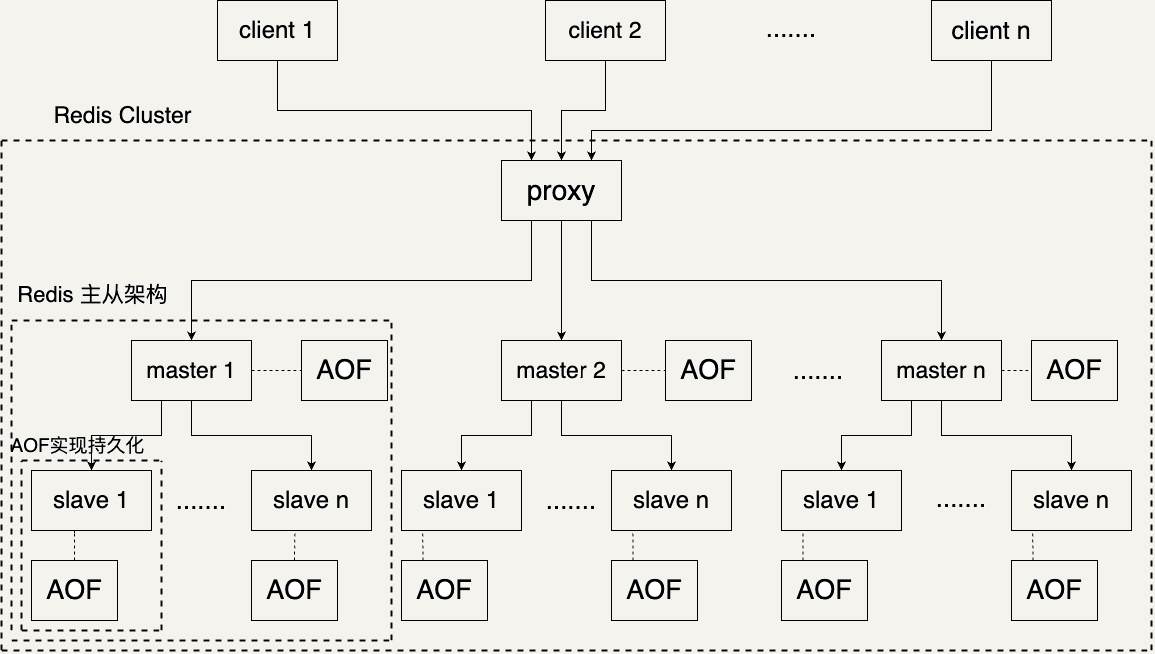 client 1
client 2
.......
client n
Redis Cluster
proxy
Redis 主从架构
master 1
AOF
master 2
AOF
.......
master n
AOF
AOF实现持久化
slave 1
.......
slave n
slave 1
.......
slave n
slave 1
.......
slave n
AOF
AOF
AOF
AOF
AOF
AOF